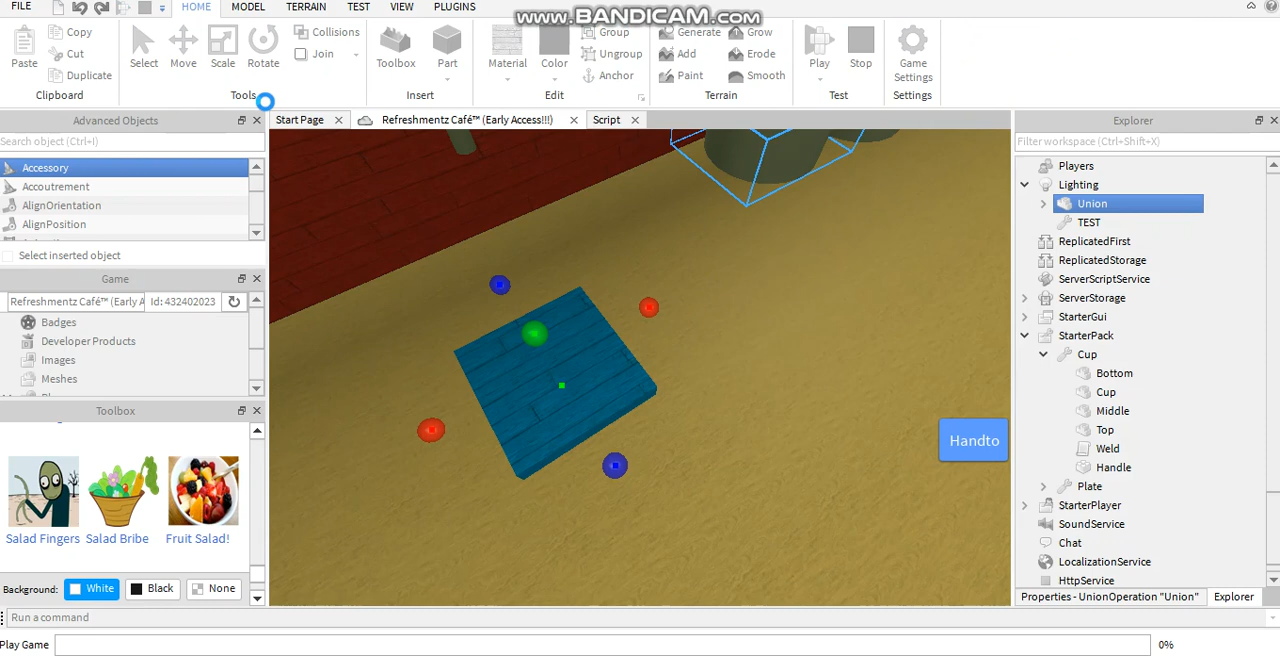 www.BANDICAM.com
FILE HOME MODEL TERRAIN TEST VIEW PLUGINS
Paste Copy Cut Duplicate
Select Move Scale Rotate Collisions Join
Toolbox Part
Material Color Group Ungroup Anchor
Generate Grow Add Erode Paint Smooth
Play Stop Game Settings
Clipboard Tools Insert Edit Terrain Test Settings
Advanced Objects
Start Page Refreshmentz Café™ (Early Access!!!) Script
Explorer
Search object (Ctrl+I)
Filter workspace (Ctrl+Shift+X)
Accessory
Accoutrement
AlignOrientation
AlignPosition
Select inserted object
Game
Refreshmentz Café™ (Early A Id: 432402023
Badges
Developer Products
Images
Meshes
Toolbox
Salad Fingers Salad Bribe Fruit Salad!
Background: White Black None
Handto
Players
Lighting
Union
TEST
ReplicatedFirst
ReplicatedStorage
ServerScriptService
ServerStorage
StarterGui
StarterPack
Cup
Bottom
Cup
Middle
Top
Weld
Handle
Plate
StarterPlayer
SoundService
Chat
LocalizationService
HttpService
Properties - UnionOperation "Union" Explorer
Run a command
Play Game 0%